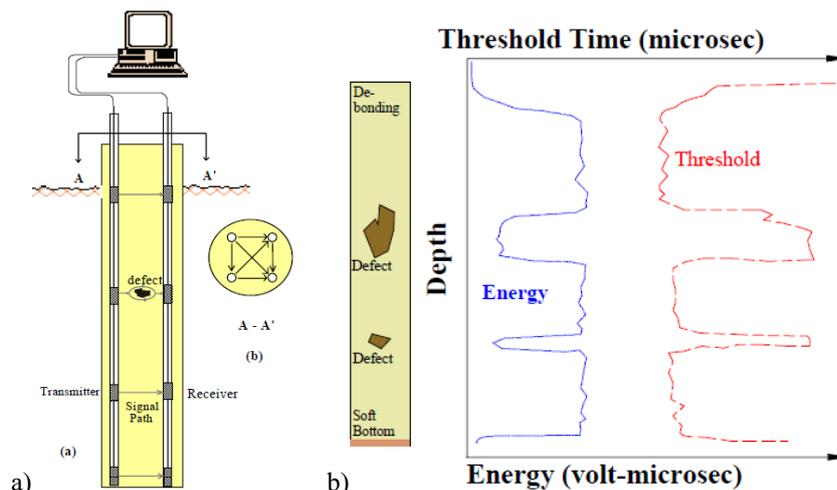 A
A'
defect
A - A'
(b)
Transmitter
Receiver
Signal
Path
(a)
a)
De-
bonding
Defect
Defect
Soft
Bottom
b)
Threshold Time (microsec)
Threshold
Depth
Energy
Energy (volt-microsec)